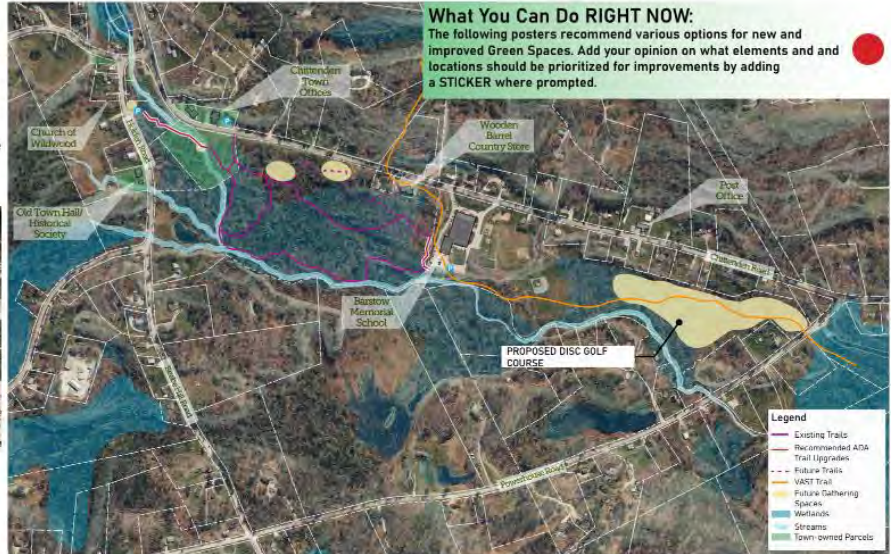 What You Can Do RIGHT NOW:
The following posters recommend various options for new and
improved Green Spaces. Add your opinion on what elements and and
locations should be prioritized for improvements by adding
a STICKER where prompted.
Chittenden
Town
Offices
Church of
Wildwood
Holden Road
Wooden
Barrel
Country Store
Old Town Hall/
Historical
Society
Post
Office
Chittenden Road
Barstow
Memorial
School
PROPOSED DISC GOLF
COURSE
Powerhouse Road
Legend
Existing Trails
Recommended ADA
Trail Upgrades
Future Trails
VAST Trail
Future Gathering
Spaces
Wetlands
Streams
Town-owned Parcels